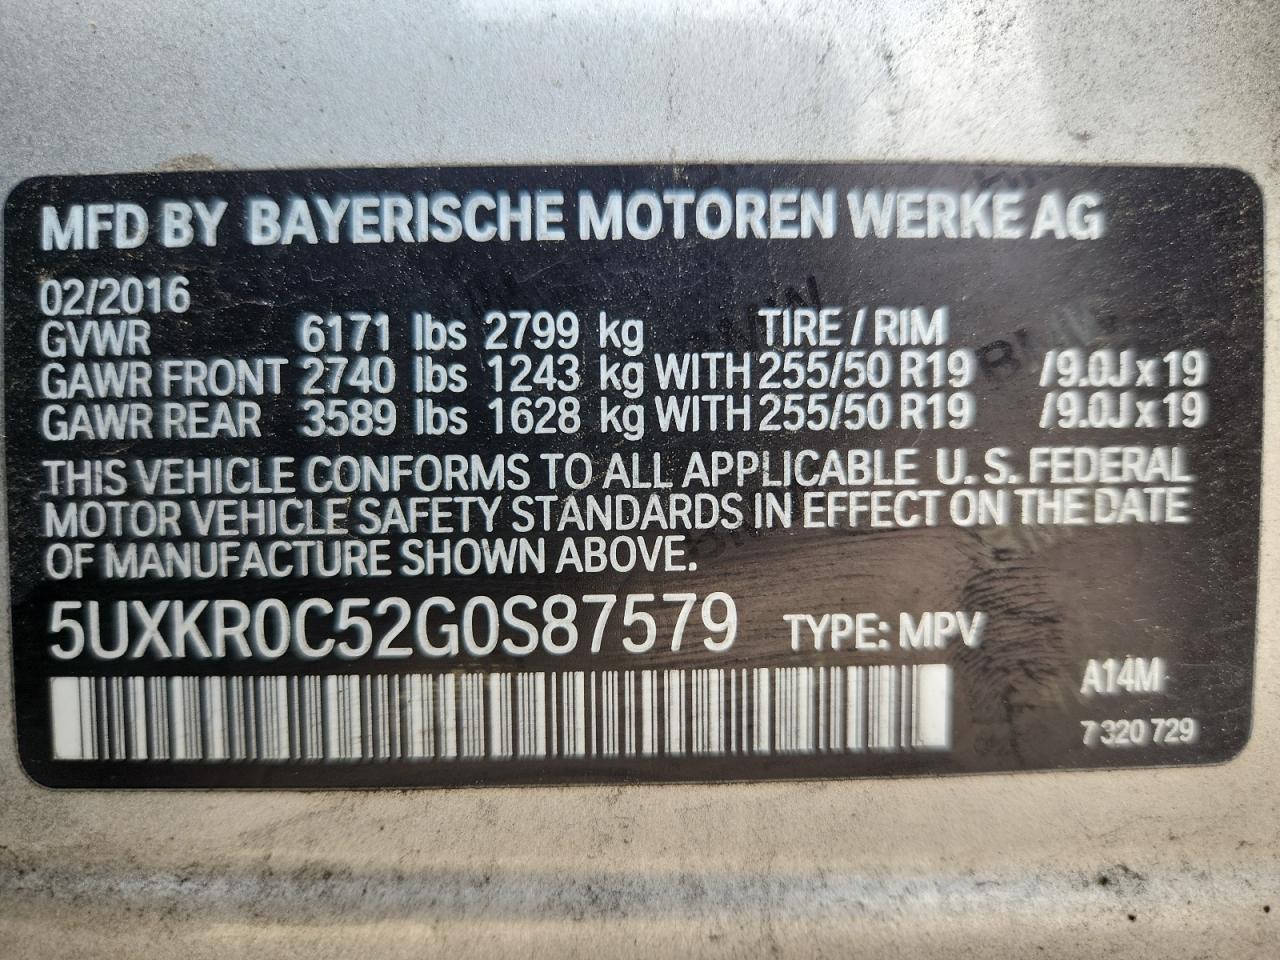 MFD BY BAYERISCHE MOTOREN WERKE AG
02/2016
GVWR 6171 lbs 2799 kg TIRE / RIM
GAWR FRONT 2740 lbs 1243 kg WITH 255/50 R19 /9.0J x 19
GAWR REAR 3589 lbs 1628 kg WITH 255/50 R19 /9.0J x 19
THIS VEHICLE CONFORMS TO ALL APPLICABLE U.S. FEDERAL
MOTOR VEHICLE SAFETY STANDARDS IN EFFECT ON THE DATE
OF MANUFACTURE SHOWN ABOVE.
5UXKR0C52G0S87579 TYPE: MPV
A14M
7 320 729